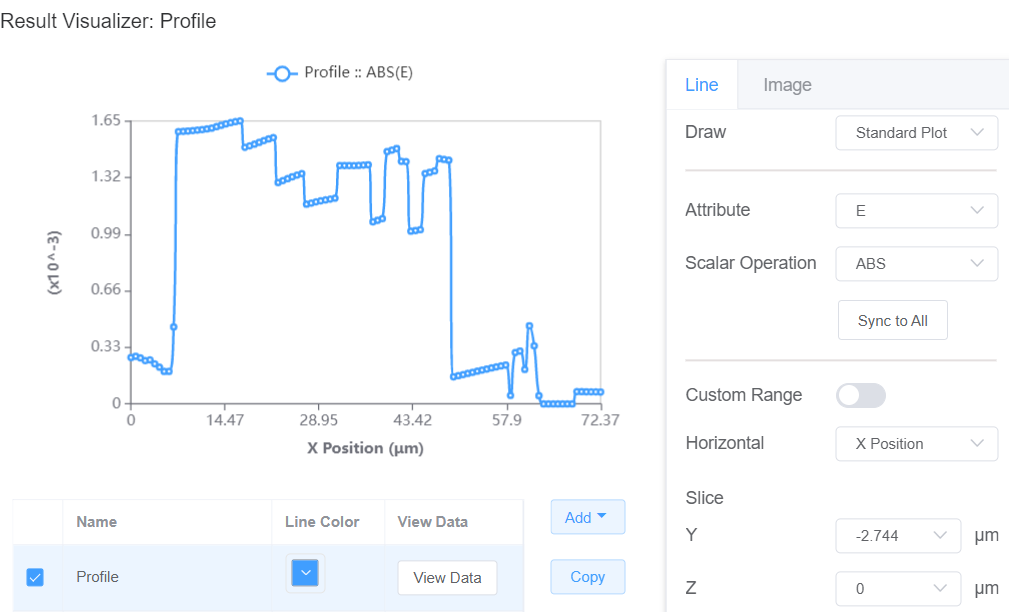 Result Visualizer: Profile
Profile :: ABS(E)
1.65
1.32
0.99
0.66
0.33
0
(x10^-3)
0 14.47 28.95 43.42 57.9 72.37
X Position (μm)
Name Line Color View Data
Profile View Data
Add
Copy
Line Image
Draw Standard Plot
Attribute E
Scalar Operation ABS
Sync to All
Custom Range
Horizontal X Position
Slice
Y -2.744 μm
Z 0 μm